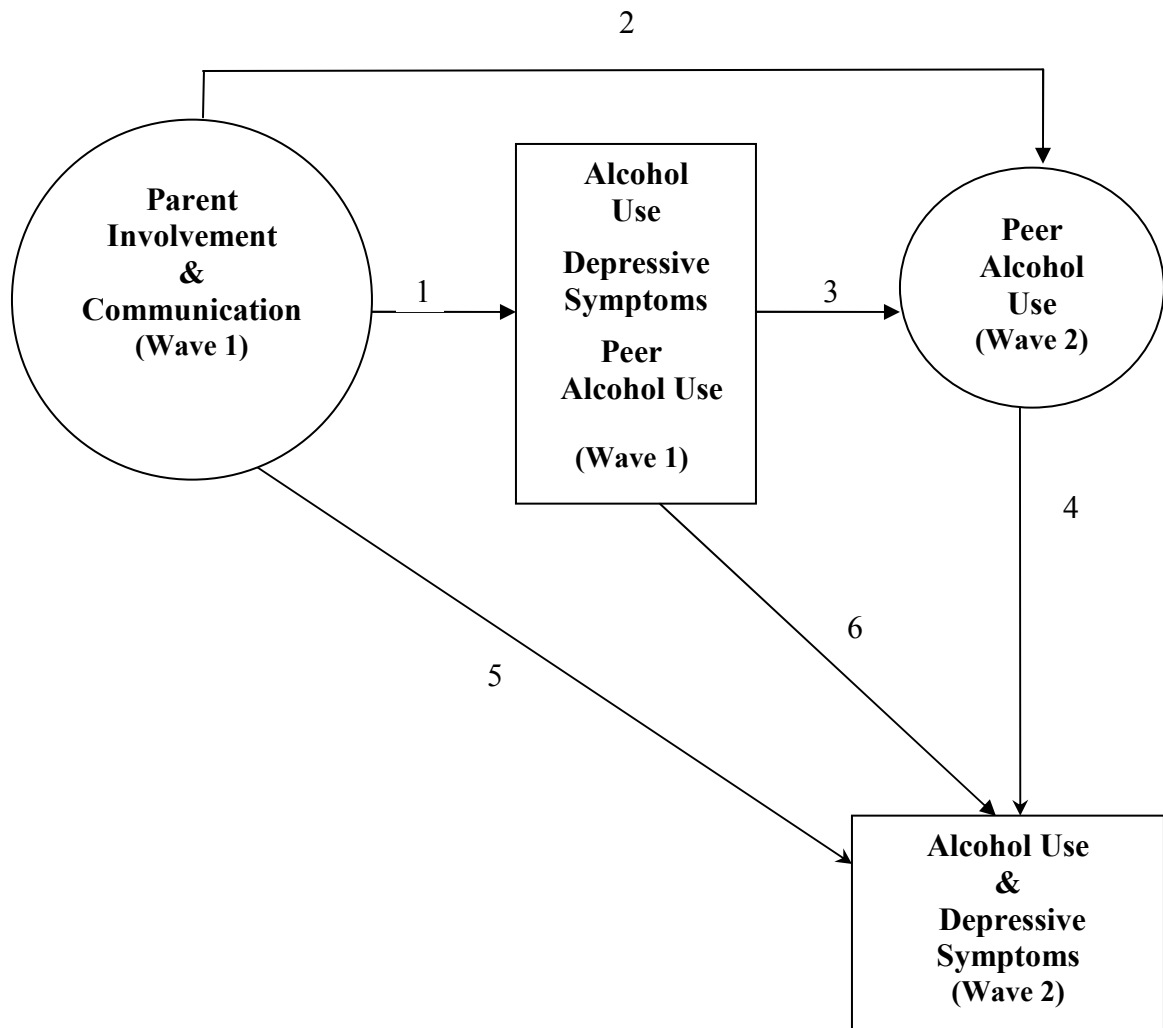 2
Parent
Involvement
&
Communication
(Wave 1)
1
Alcohol
Use
Depressive
Symptoms
Peer
Alcohol Use
(Wave 1)
3
Peer
Alcohol
Use
(Wave 2)
4
5
6
Alcohol Use
&
Depressive
Symptoms
(Wave 2)